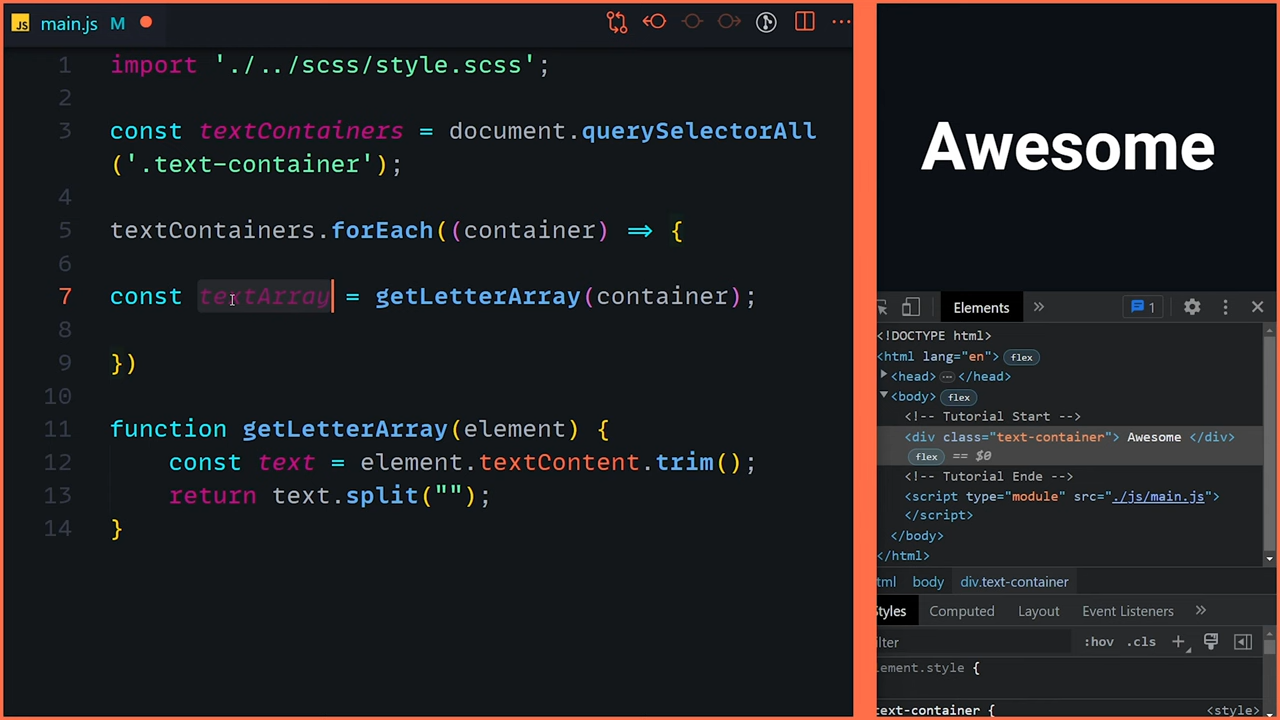 JS main.js M
1 import './../scss/style.scss';
2
3 const textContainers = document.querySelectorAll
('.text-container');
4
5 textContainers.forEach((container) => {
6
7 const textArray = getLetterArray(container);
8
9 })
10
11 function getLetterArray(element) {
12 const text = element.textContent.trim();
13 return text.split("");
14 }
Awesome
Elements » 1
<!DOCTYPE html>
<html lang="en"> flex
<head> ⋯ </head>
<body> flex
<!-- Tutorial Start -->
<div class="text-container"> Awesome </div>
flex == $0
<!-- Tutorial Ende -->
<script type="module" src="./js/main.js">
</script>
</body>
</html>
tml body div.text-container
Styles Computed Layout Event Listeners »
ilter :hov .cls +
element.style {
text-container { <style>